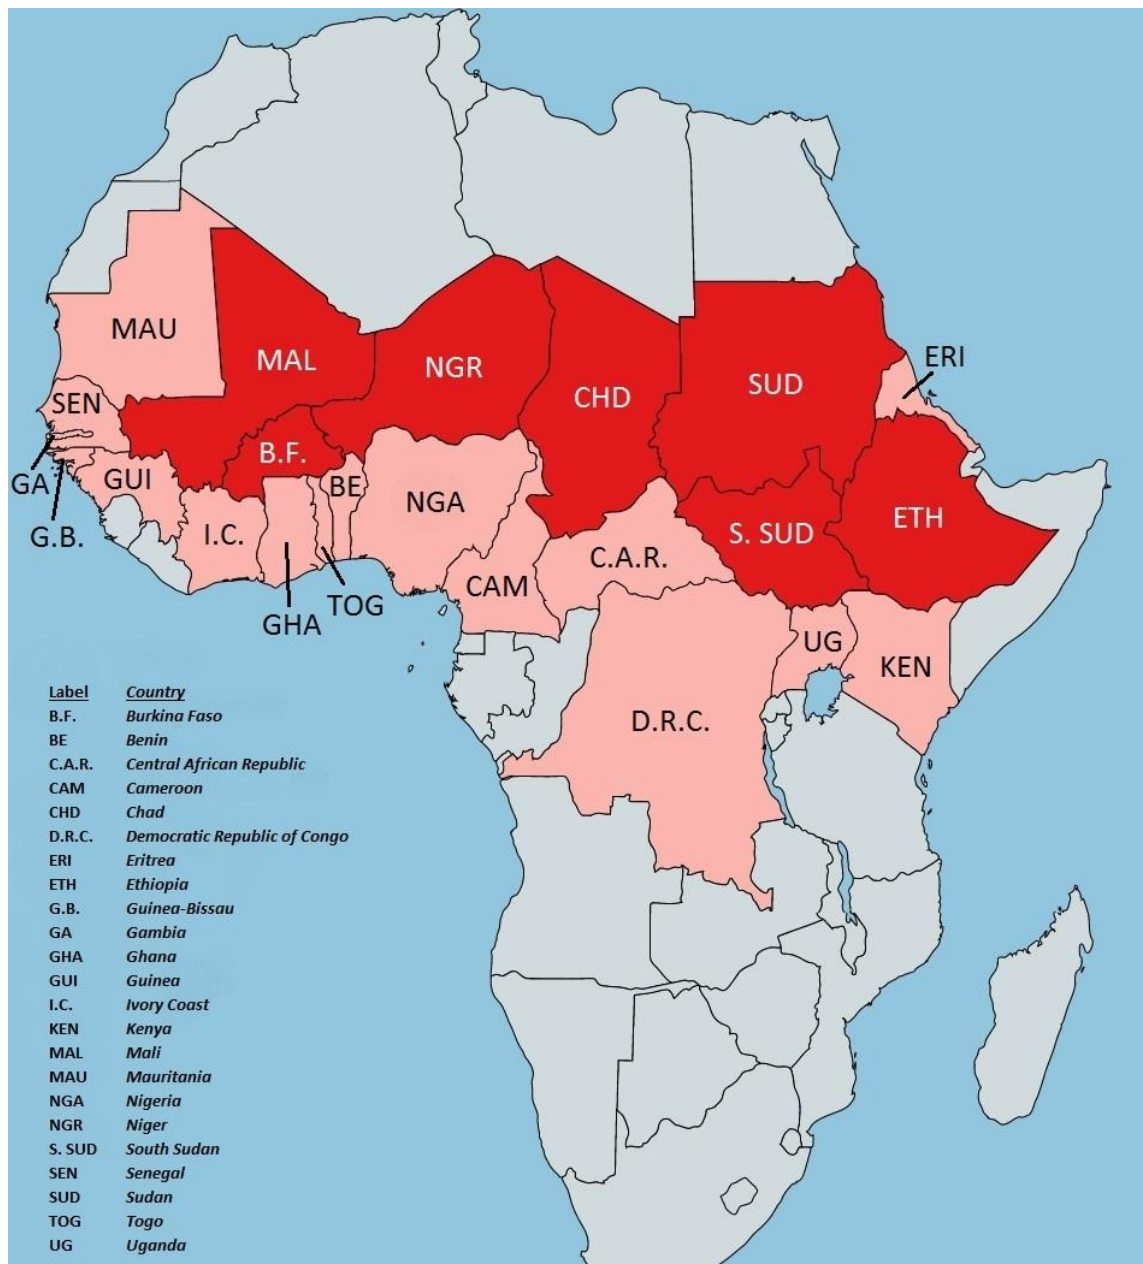 MAU
MAL
NGR
CHD
SUD
ERI
SEN
GA
G.B.
GUI
B.F.
BE
I.C.
NGA
GHA
TOG
CAM
C.A.R.
S. SUD
ETH
UG
KEN
D.R.C.
Label Country
B.F. Burkina Faso
BE Benin
C.A.R. Central African Republic
CAM Cameroon
CHD Chad
D.R.C. Democratic Republic of Congo
ERI Eritrea
ETH Ethiopia
G.B. Guinea-Bissau
GA Gambia
GHA Ghana
GUI Guinea
I.C. Ivory Coast
KEN Kenya
MAL Mali
MAU Mauritania
NGA Nigeria
NGR Niger
S. SUD South Sudan
SEN Senegal
SUD Sudan
TOG Togo
UG Uganda